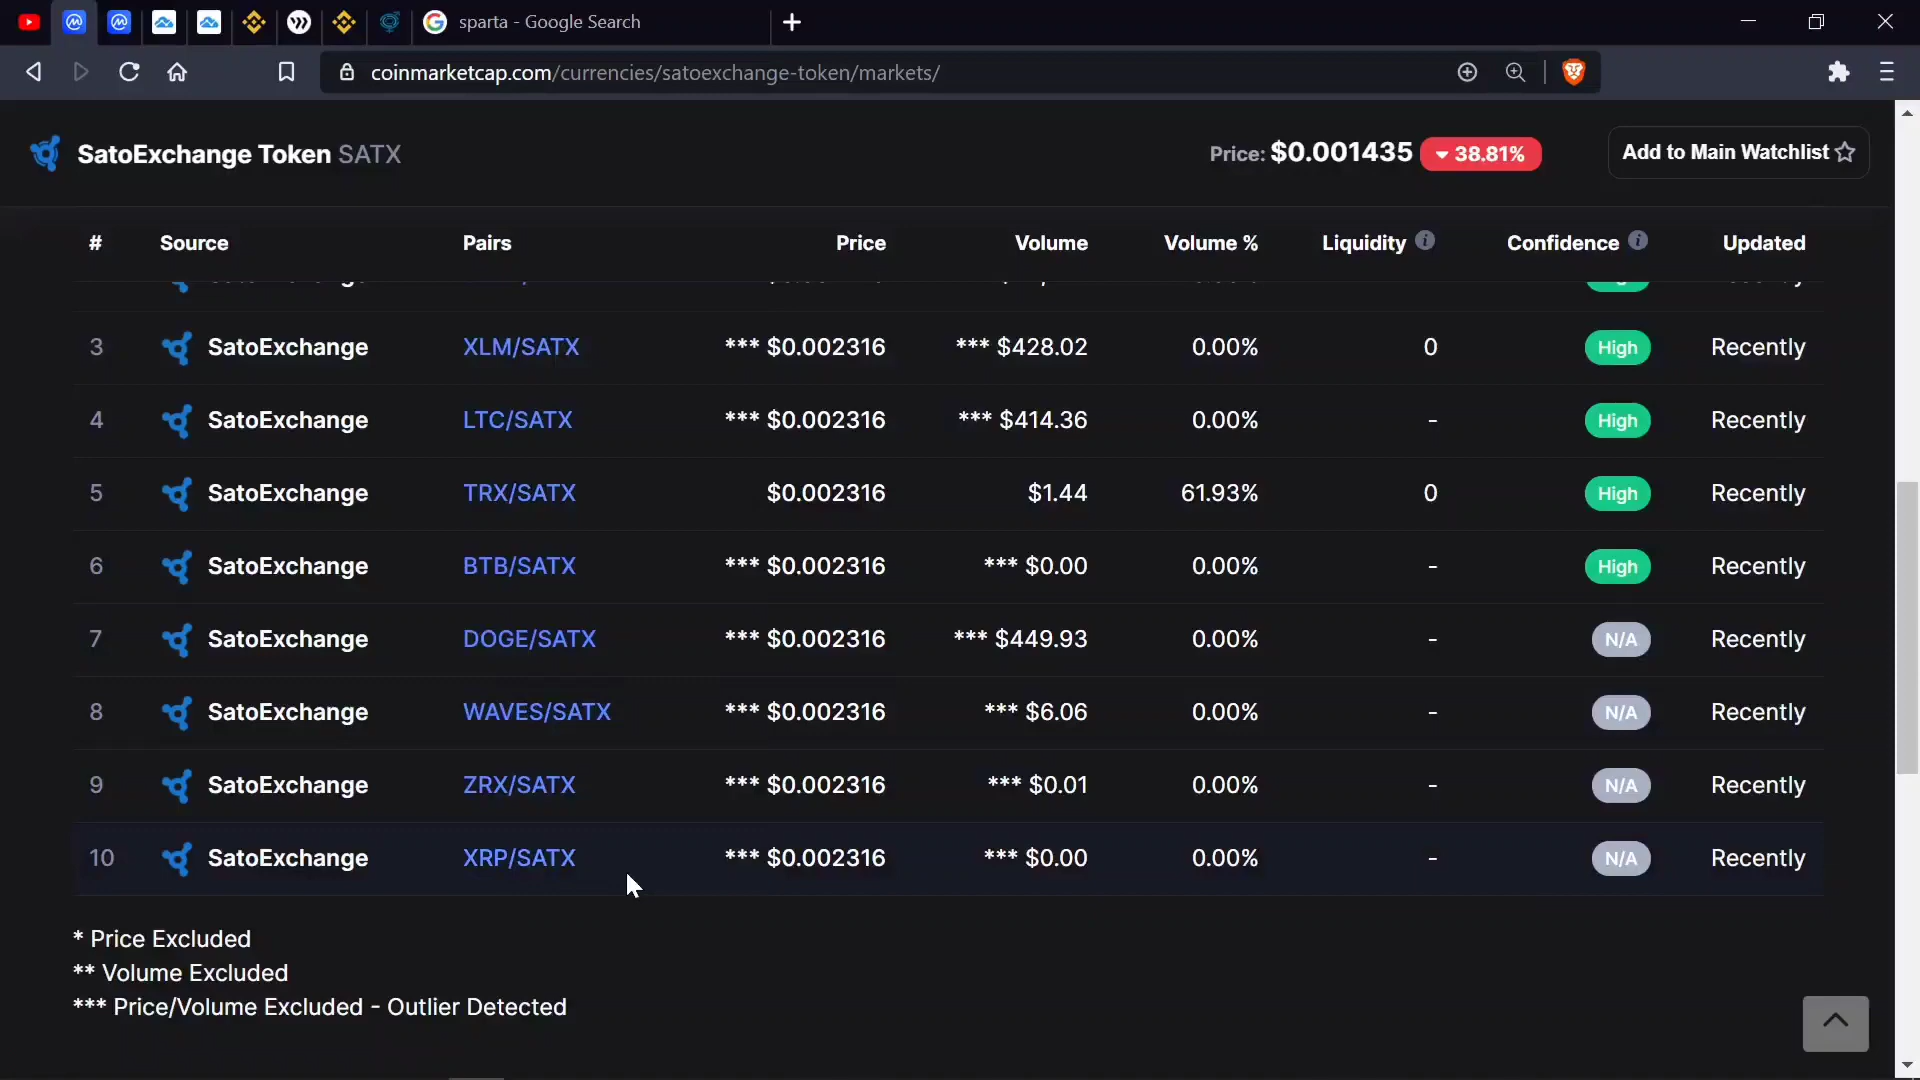 sparta - Google Search
coinmarketcap.com/currencies/satoexchange-token/markets/
SatoExchange Token SATX
Price: $0.001435 38.81%
Add to Main Watchlist
# Source Pairs Price Volume Volume % Liquidity Confidence Updated
3 SatoExchange XLM/SATX *** $0.002316 *** $428.02 0.00% 0 High Recently
4 SatoExchange LTC/SATX *** $0.002316 *** $414.36 0.00% - High Recently
5 SatoExchange TRX/SATX $0.002316 $1.44 61.93% 0 High Recently
6 SatoExchange BTB/SATX *** $0.002316 *** $0.00 0.00% - High Recently
7 SatoExchange DOGE/SATX *** $0.002316 *** $449.93 0.00% - N/A Recently
8 SatoExchange WAVES/SATX *** $0.002316 *** $6.06 0.00% - N/A Recently
9 SatoExchange ZRX/SATX *** $0.002316 *** $0.01 0.00% - N/A Recently
10 SatoExchange XRP/SATX *** $0.002316 *** $0.00 0.00% - N/A Recently
* Price Excluded
** Volume Excluded
*** Price/Volume Excluded - Outlier Detected